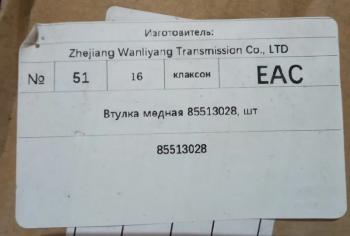 Изготовитель:
Zhejiang Wanliyang Transmission Co., LTD
№ 51 16 клаксон EAC
Втулка медная 85513028, шт
85513028